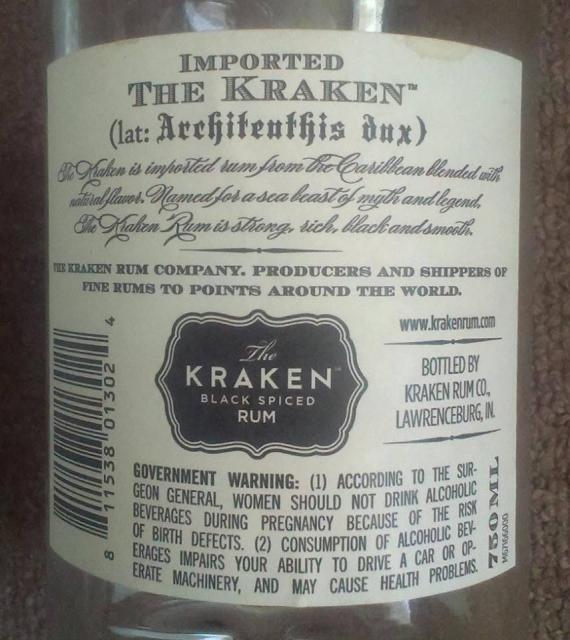 IMPORTED
THE KRAKEN™
(lat: Architeuthis dux)
The Kraken is imported rum from the Caribbean blended with
natural flavor. Named for a sea beast of myth and legend,
The Kraken Rum is strong, rich, black and smooth.
THE KRAKEN RUM COMPANY. PRODUCERS AND SHIPPERS OF
FINE RUMS TO POINTS AROUND THE WORLD.
8 11538 01302 4
The
KRAKEN™
BLACK SPICED
RUM
www.krakenrum.com
BOTTLED BY
KRAKEN RUM CO.,
LAWRENCEBURG, IN.
GOVERNMENT WARNING: (1) ACCORDING TO THE SUR-
GEON GENERAL, WOMEN SHOULD NOT DRINK ALCOHOLIC
BEVERAGES DURING PREGNANCY BECAUSE OF THE RISK
OF BIRTH DEFECTS. (2) CONSUMPTION OF ALCOHOLIC BEV-
ERAGES IMPAIRS YOUR ABILITY TO DRIVE A CAR OR OP-
ERATE MACHINERY, AND MAY CAUSE HEALTH PROBLEMS.
750 ML